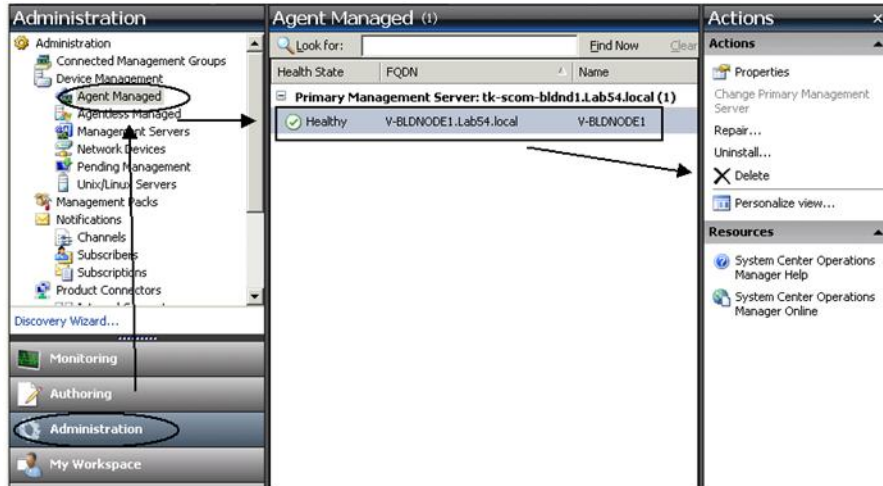 Administration
Administration
Connected Management Groups
Device Management
Agent Managed
Agentless Managed
Management Servers
Network Devices
Pending Management
Unix/Linux Servers
Management Packs
Notifications
Channels
Subscribers
Subscriptions
Product Connectors
Discovery Wizard...
Monitoring
Authoring
Administration
My Workspace
Agent Managed (1)
Look for: Find Now Clear
Health State FQDN Name
Primary Management Server: tk-scom-bldnd1.Lab54.local (1)
Healthy V-BLDNODE1.Lab54.local V-BLDNODE1
Actions
Actions
Properties
Change Primary Management
Server
Repair...
Uninstall...
Delete
Personalize view...
Resources
System Center Operations
Manager Help
System Center Operations
Manager Online